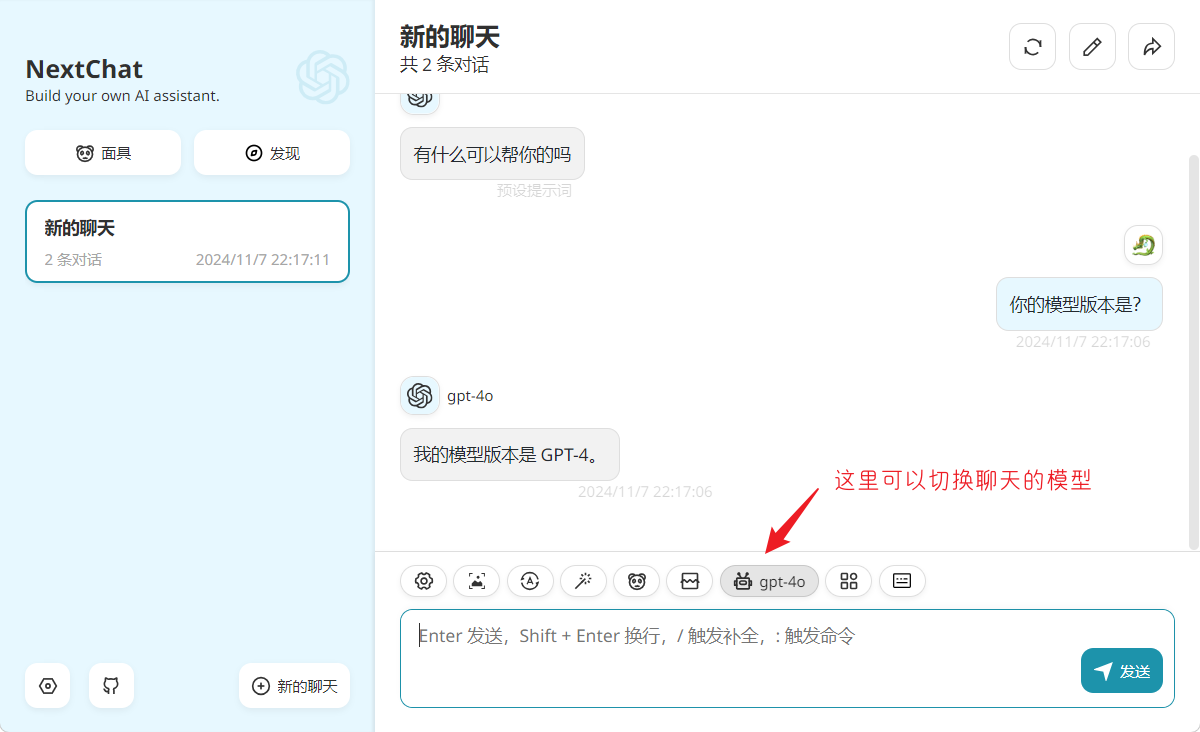 NextChat
Build your own AI assistant.
面具
发现
新的聊天
2 条对话
2024/11/7 22:17:11
新的聊天
新的聊天
共 2 条对话
有什么可以帮你的吗
预设提示词
你的模型版本是？
2024/11/7 22:17:06
gpt-4o
我的模型版本是 GPT-4。
2024/11/7 22:17:06
这里可以切换聊天的模型
gpt-4o
Enter 发送，Shift + Enter 换行，/ 触发补全，: 触发命令
发送